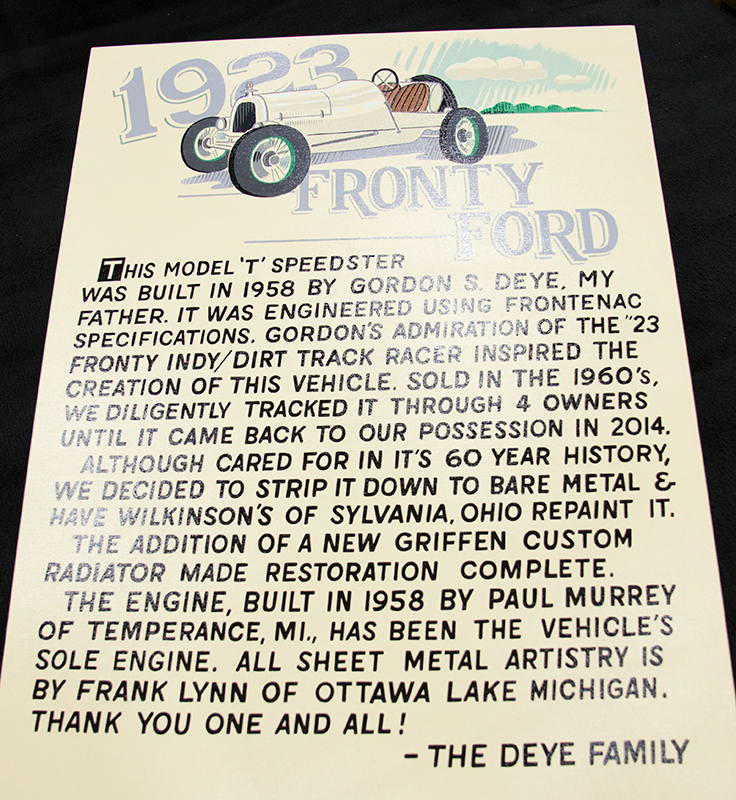 1923
FRONTY
FORD
THIS MODEL 'T' SPEEDSTER
WAS BUILT IN 1958 BY GORDON S. DEYE, MY
FATHER. IT WAS ENGINEERED USING FRONTENAC
SPECIFICATIONS. GORDON'S ADMIRATION OF THE "23
FRONTY INDY/DIRT TRACK RACER INSPIRED THE
CREATION OF THIS VEHICLE. SOLD IN THE 1960's,
WE DILIGENTLY TRACKED IT THROUGH 4 OWNERS
UNTIL IT CAME BACK TO OUR POSSESSION IN 2014.
ALTHOUGH CARED FOR IN IT'S 60 YEAR HISTORY,
WE DECIDED TO STRIP IT DOWN TO BARE METAL &
HAVE WILKINSON'S OF SYLVANIA, OHIO REPAINT IT.
THE ADDITION OF A NEW GRIFFEN CUSTOM
RADIATOR MADE RESTORATION COMPLETE.
THE ENGINE, BUILT IN 1958 BY PAUL MURREY
OF TEMPERANCE, MI., HAS BEEN THE VEHICLE'S
SOLE ENGINE. ALL SHEET METAL ARTISTRY IS
BY FRANK LYNN OF OTTAWA LAKE MICHIGAN.
THANK YOU ONE AND ALL!
- THE DEYE FAMILY